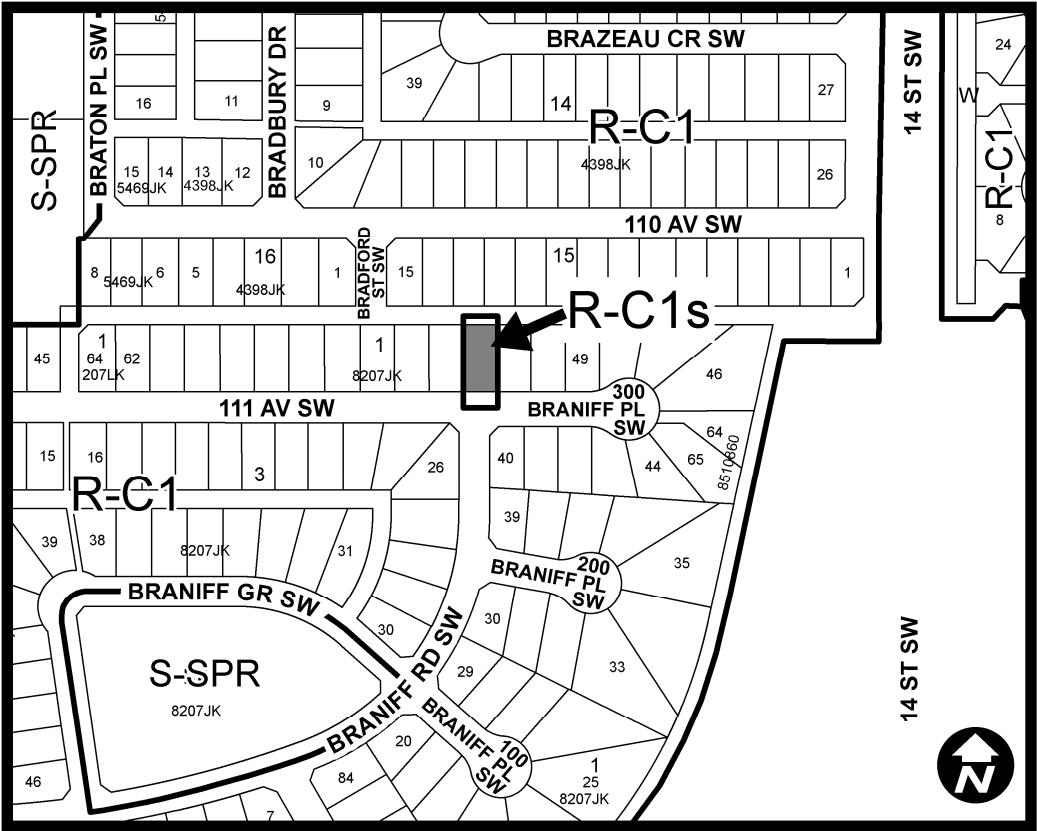 BRAZEAU CR SW
BRATON PL SW
BRADBURY DR
14 ST SW
24
39
27
W
16
11
9
14
R-C1
S-SPR
R-C1
15
14
13
12
10
4398JK
5469JK
4398JK
26
8
110 AV SW
BRADFORD
ST SW
16
15
8
5469JK
6
5
4398JK
1
15
1
R-C1s
1
1
45
64
62
49
46
207LK
8207JK
300
111 AV SW
BRANIFF PL
SW
64
15
16
3
26
40
44
65
8510860
R-C1
39
39
38
8207JK
31
35
200
BRANIFF PL
SW
BRANIFF GR SW
30
30
BRANIFF RD SW
14 ST SW
S-SPR
29
33
8207JK
BRANIFF PL
SW
100
20
1
25
8207JK
46
84
7
N